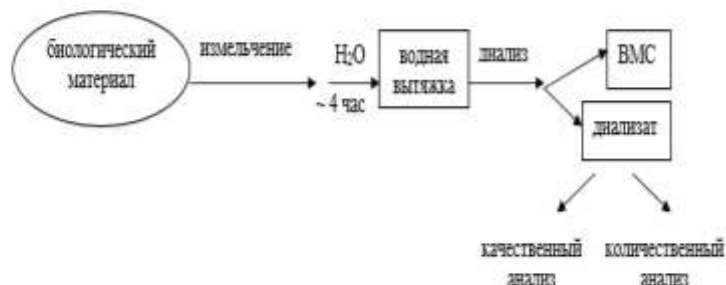 биологический
материал
измельчение
H₂O
~ 4 час
водная
вытяжка
диализ
ВМС
диализат
качественный
анализ
количественный
анализ